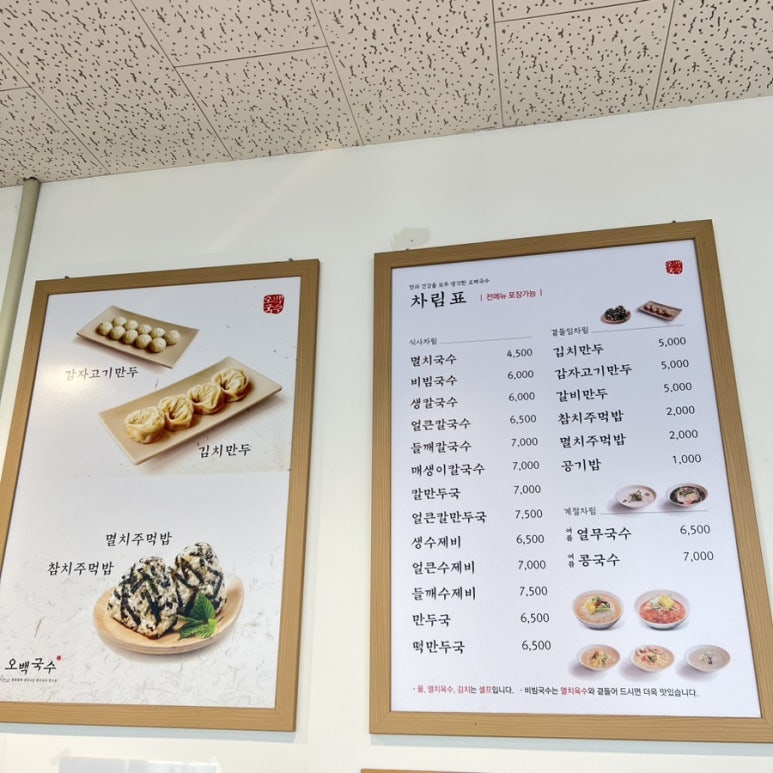 오백국수
감자고기만두
김치만두
멸치주먹밥
참치주먹밥
오백국수
맛과 건강을 모두 생각한 오백국수
차림표 | 전메뉴 포장가능 |
오백국수
식사차림
멸치국수 4,500
비빔국수 6,000
생칼국수 6,000
얼큰칼국수 6,500
들깨칼국수 7,000
매생이칼국수 7,000
칼만두국 7,000
얼큰칼만두국 7,500
생수제비 6,500
얼큰수제비 7,000
들깨수제비 7,500
만두국 6,500
떡만두국 6,500
곁들임차림
김치만두 5,000
감자고기만두 5,000
갈비만두 5,000
참치주먹밥 2,000
멸치주먹밥 2,000
공기밥 1,000
계절차림
여름 열무국수 6,500
여름 콩국수 7,000
· 물, 멸치육수, 김치는 셀프입니다. · 비빔국수는 멸치육수와 곁들어 드시면 더욱 맛있습니다.